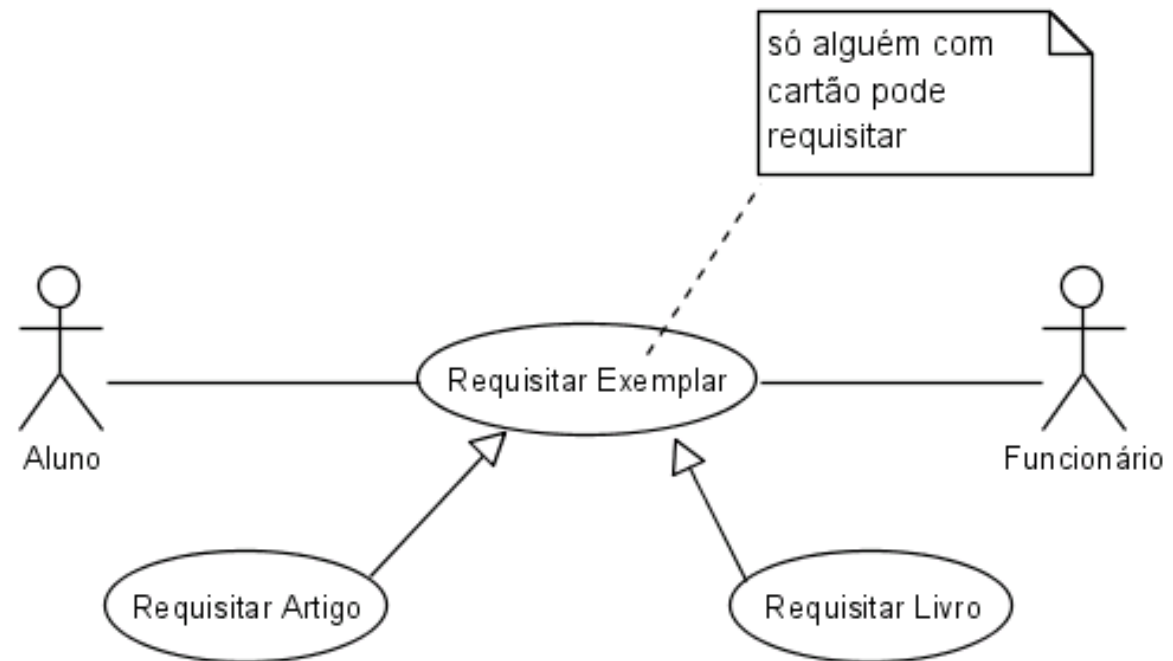 só alguém com
cartão pode
requisitar
Requisitar Exemplar
Aluno
Funcionário
Requisitar Artigo
Requisitar Livro